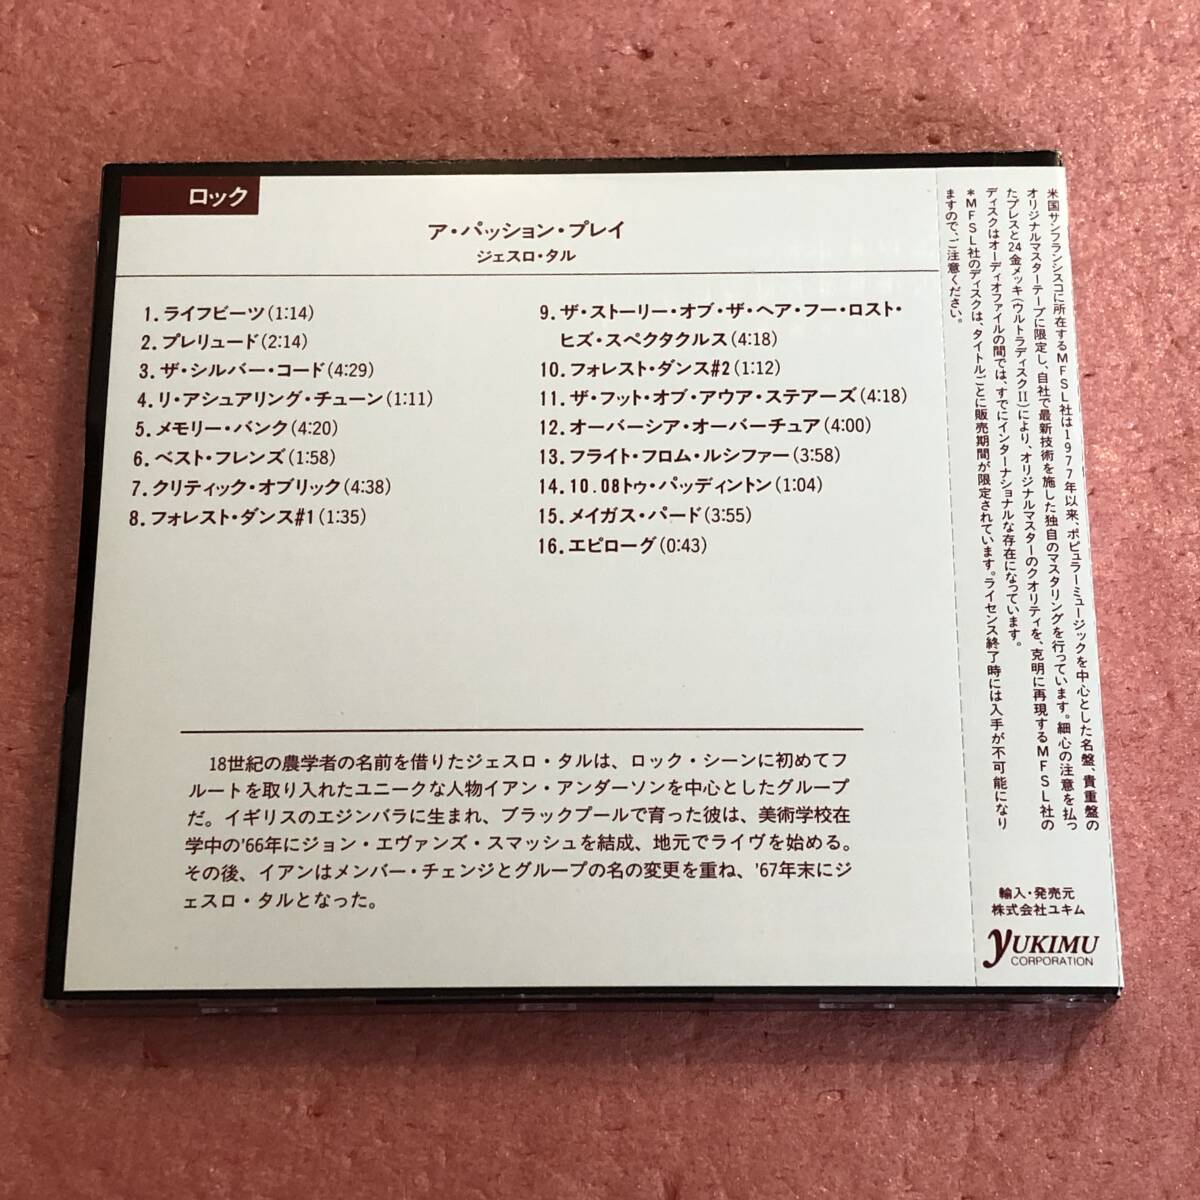 ロック
ア・パッション・プレイ
ジェスロ・タル
1. ライフビーツ(1:14)
2. プレリュード(2:14)
3. ザ・シルバー・コード(4:29)
4. リ・アシュアリング・チューン(1:11)
5. メモリー・バンク(4:20)
6. ベスト・フレンズ(1:58)
7. クリティック・オブリック(4:38)
8. フォレスト・ダンス#1(1:35)
9. ザ・ストーリー・オブ・ザ・ヘア・フー・ロスト・
ヒズ・スペクタクルス(4:18)
10. フォレスト・ダンス#2(1:12)
11. ザ・フット・オブ・アウア・ステアーズ(4:18)
12. オーバーシア・オーバーチュア(4:00)
13. フライト・フロム・ルシファー(3:58)
14. 10.08トゥ・パッディントン(1:04)
15. メイガス・パード(3:55)
16. エピローグ(0:43)
18世紀の農学者の名前を借りたジェスロ・タルは、ロック・シーンに初めてフ
ルートを取り入れたユニークな人物イアン・アンダーソンを中心としたグループ
だ。イギリスのエジンバラに生まれ、ブラックプールで育った彼は、美術学校在
学中の'66年にジョン・エヴァンズ・スマッシュを結成、地元でライヴを始める。
その後、イアンはメンバー・チェンジとグループの名の変更を重ね、'67年末にジ
ェスロ・タルとなった。
米国サンフランシスコに所在するMFSL社は1977年以来、ポピュラーミュージックを中心とした名盤、貴重盤の
オリジナルマスターテープに限定し、自社で最新技術を施した独自のマスタリングを行っています。細心の注意を払っ
たプレスと24金メッキ(ウルトラディスクII)により、オリジナルマスターのクオリティを、克明に再現するMFSL社の
ディスクはオーディオファイルの間では、すでにインターナショナルな存在になっています。
*MFSL社のディスクは、タイトルごとに販売期間が限定されています。ライセンス終了時には入手が不可能になり
ますので、ご注意ください。
輸入・発売元
株式会社ユキム
YUKIMU
CORPORATION